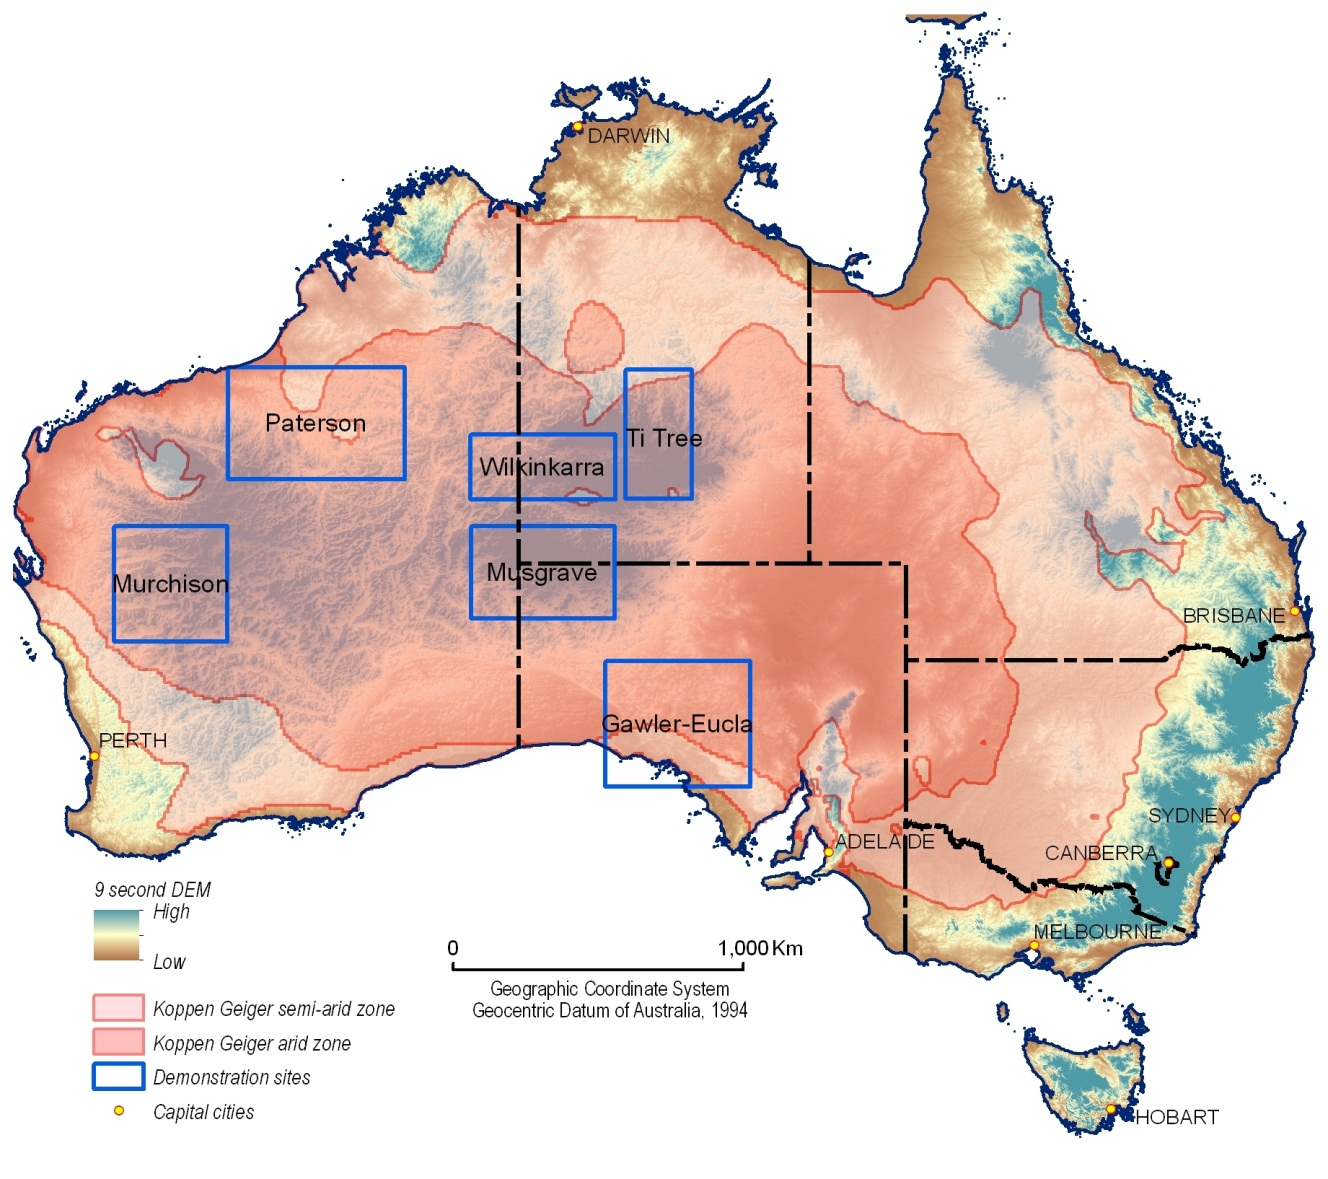 DARWIN
Paterson
Ti Tree
Wilkinkarra
Musgrave
Murchison
BRISBANE
Gawler-Eucla
PERTH
SYDNEY
ADELAIDE
CANBERRA
MELBOURNE
HOBART
9 second DEM
High
Low
0 1,000 Km
Geographic Coordinate System
Geocentric Datum of Australia, 1994
Koppen Geiger semi-arid zone
Koppen Geiger arid zone
Demonstration sites
Capital cities